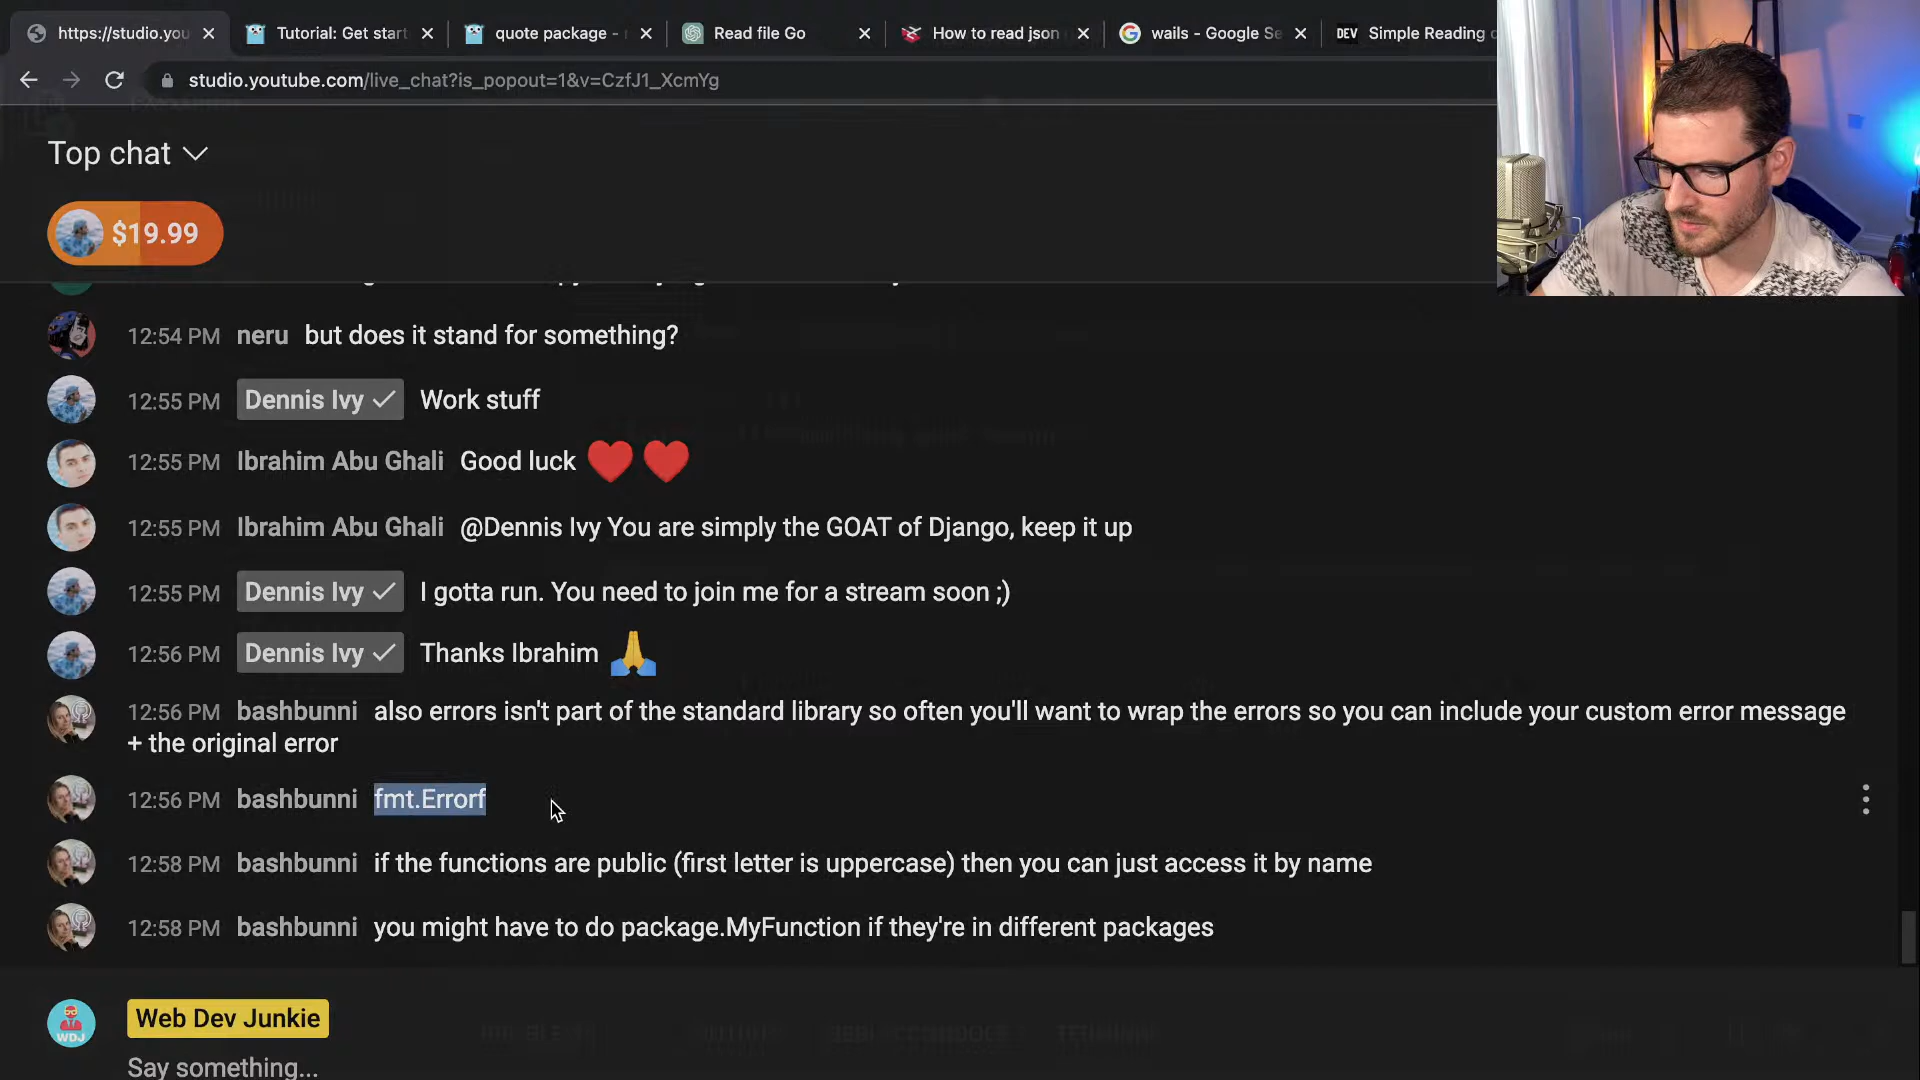 https://studio.you
Tutorial: Get start
quote package -
Read file Go
How to read json
wails - Google Se
DEV Simple Reading
studio.youtube.com/live_chat?is_popout=1&v=CzfJ1_XcmYg
Top chat
$19.99
12:54 PM neru but does it stand for something?
12:55 PM Dennis Ivy Work stuff
12:55 PM Ibrahim Abu Ghali Good luck
12:55 PM Ibrahim Abu Ghali @Dennis Ivy You are simply the GOAT of Django, keep it up
12:55 PM Dennis Ivy I gotta run. You need to join me for a stream soon ;)
12:56 PM Dennis Ivy Thanks Ibrahim
12:56 PM bashbunni also errors isn't part of the standard library so often you'll want to wrap the errors so you can include your custom error message
+ the original error
12:56 PM bashbunni fmt.Errorf
12:58 PM bashbunni if the functions are public (first letter is uppercase) then you can just access it by name
12:58 PM bashbunni you might have to do package.MyFunction if they're in different packages
WDJ
Web Dev Junkie
Say something...